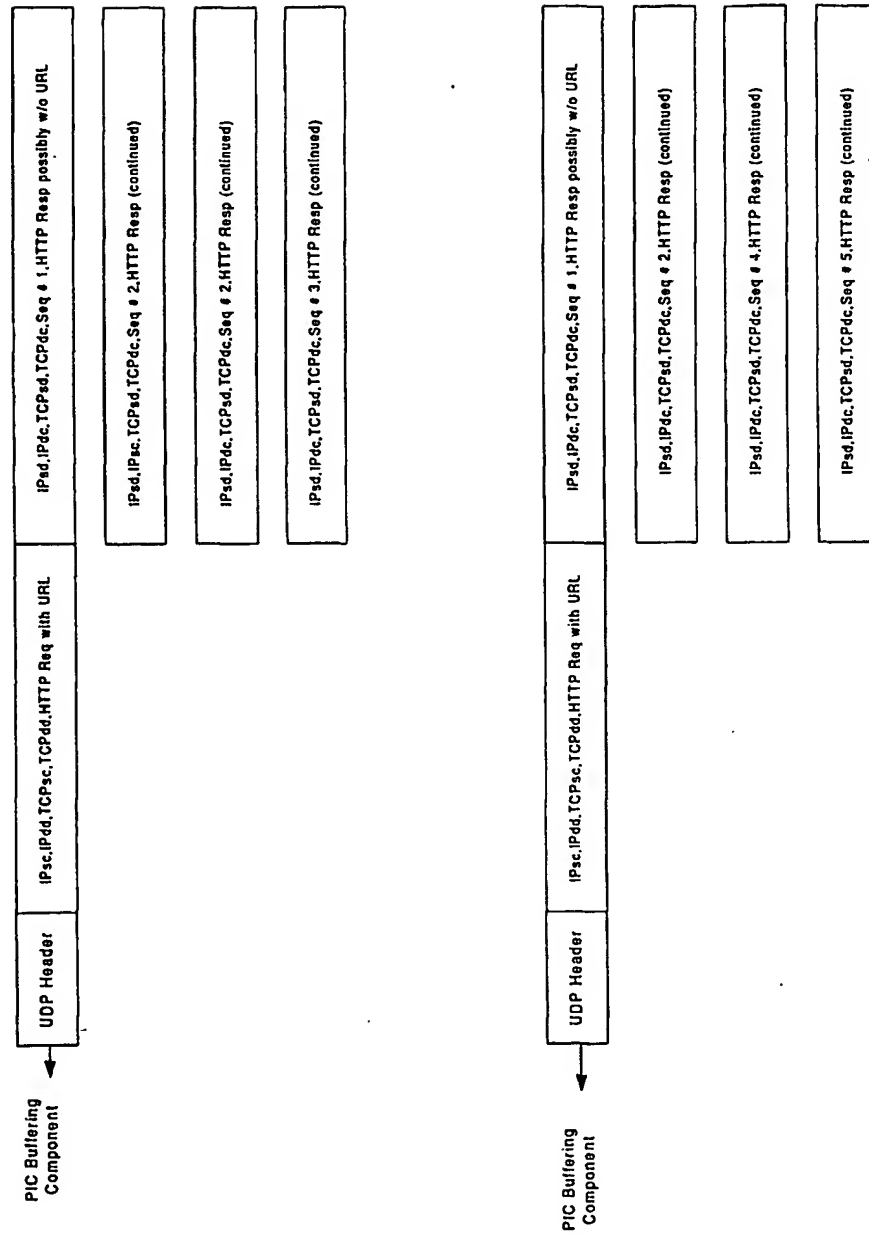 PIC Buffering
Component
UDP Header
IPsc,IPdd,TCPsc,TCPdd,HTTP Req with URL
IPsd,IPdc,TCPsd,TCPdc,Seq # 1,HTTP Resp possibly w/o URL
IPsd,IPsc,TCPsd,TCPdc,Seq # 2,HTTP Resp (continued)
IPsd,IPdc,TCPsd,TCPdc,Seq # 2,HTTP Resp (continued)
IPsd,IPdc,TCPsd,TCPdc,Seq # 3,HTTP Resp (continued)
PIC Buffering
Component
UDP Header
IPsc,IPdd,TCPsc,TCPdd,HTTP Req with URL
IPsd,IPdc,TCPsd,TCPdc,Seq # 1,HTTP Resp possibly w/o URL
IPsd,IPdc,TCPsd,TCPdc,Seq # 2,HTTP Resp (continued)
IPsd,IPdc,TCPsd,TCPdc,Seq # 4,HTTP Resp (continued)
IPsd,IPdc,TCPsd,TCPdc,Seq # 5,HTTP Resp (continued)